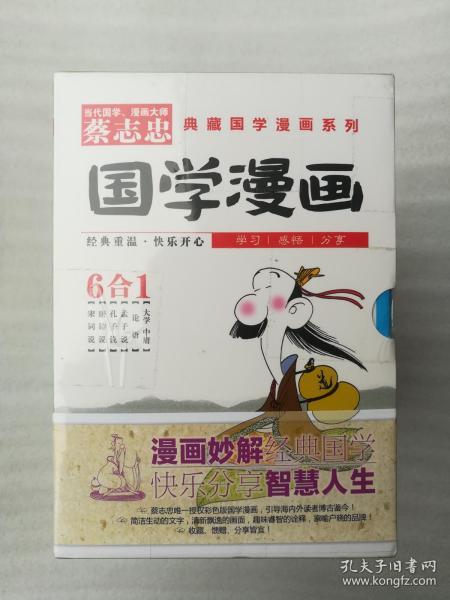 当代国学、漫画大师
蔡志忠
典藏国学漫画系列
国学漫画
经典重温·快乐开心
学习|感悟|分享
6合1
大学 中庸
论语
孟子说
孔子说
唐诗说
宋词说
漫画妙解经典国学
快乐分享智慧人生
蔡志忠唯一授权彩色版国学漫画，引导海内外读者博古鉴今！
简洁生动的文字，清新飘逸的画面，趣味睿智的诠释，家喻户晓的品牌！
收藏、馈赠、分享皆宜！
孔夫子旧书网
www.kongfz.com